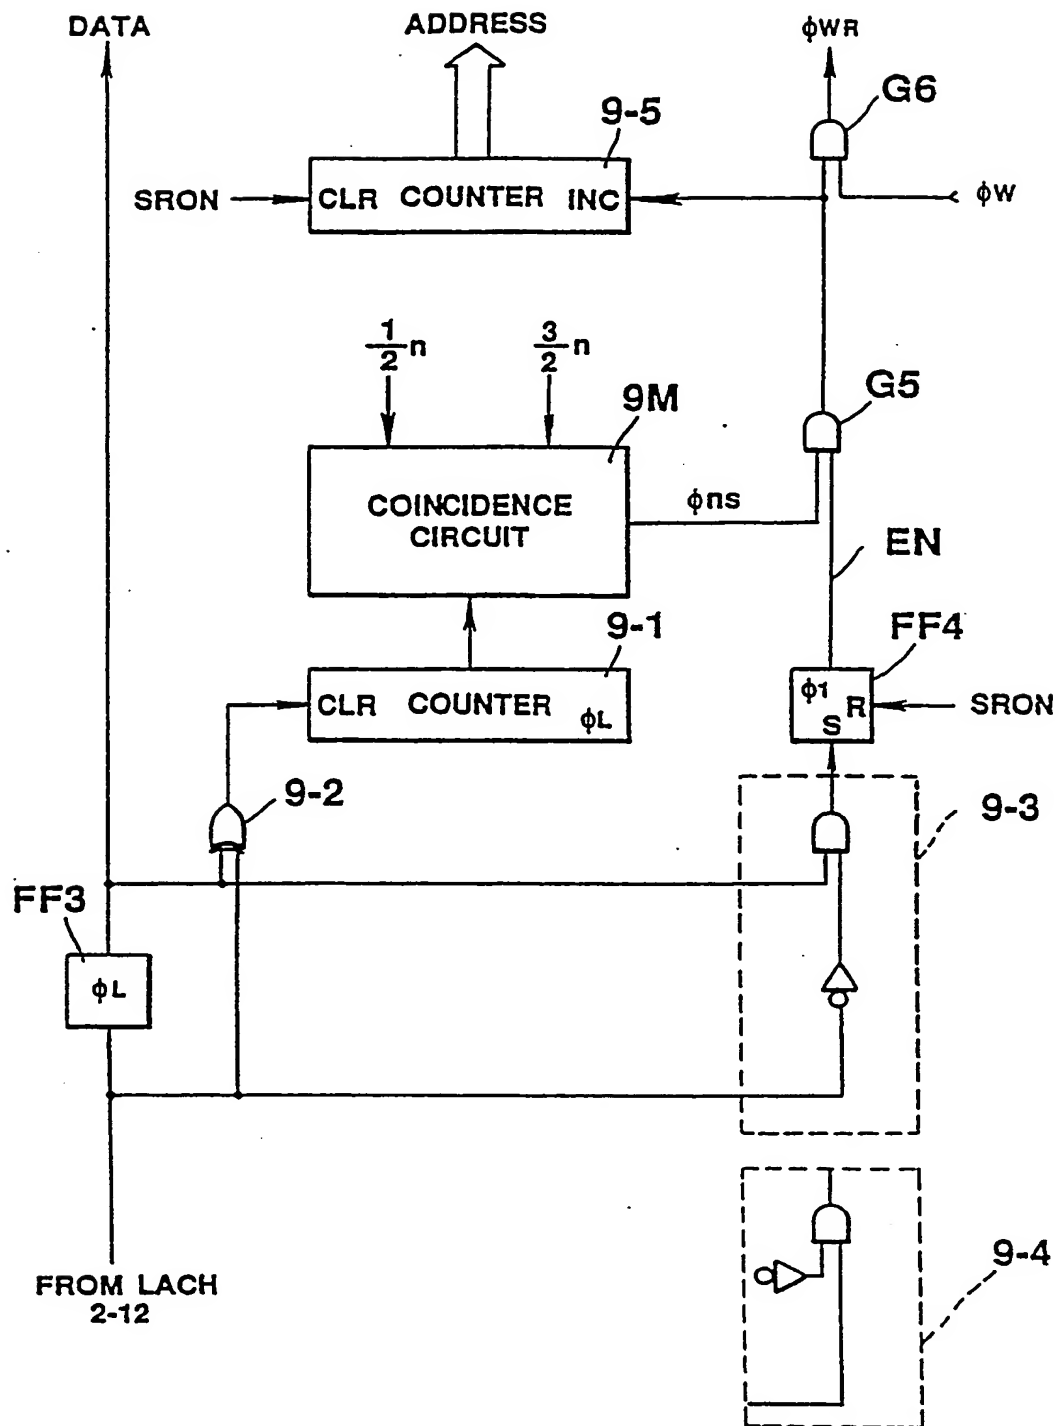 DATA
ADDRESS
ϕWR
G6
9-5
SRON
CLR COUNTER INC
ϕW
1/2 n
3/2 n
9M
G5
COINCIDENCE
CIRCUIT
ϕns
EN
9-1
FF4
CLR COUNTER ϕL
ϕ1
S
R
SRON
9-2
9-3
FF3
ϕL
FROM LACH
2-12
9-4